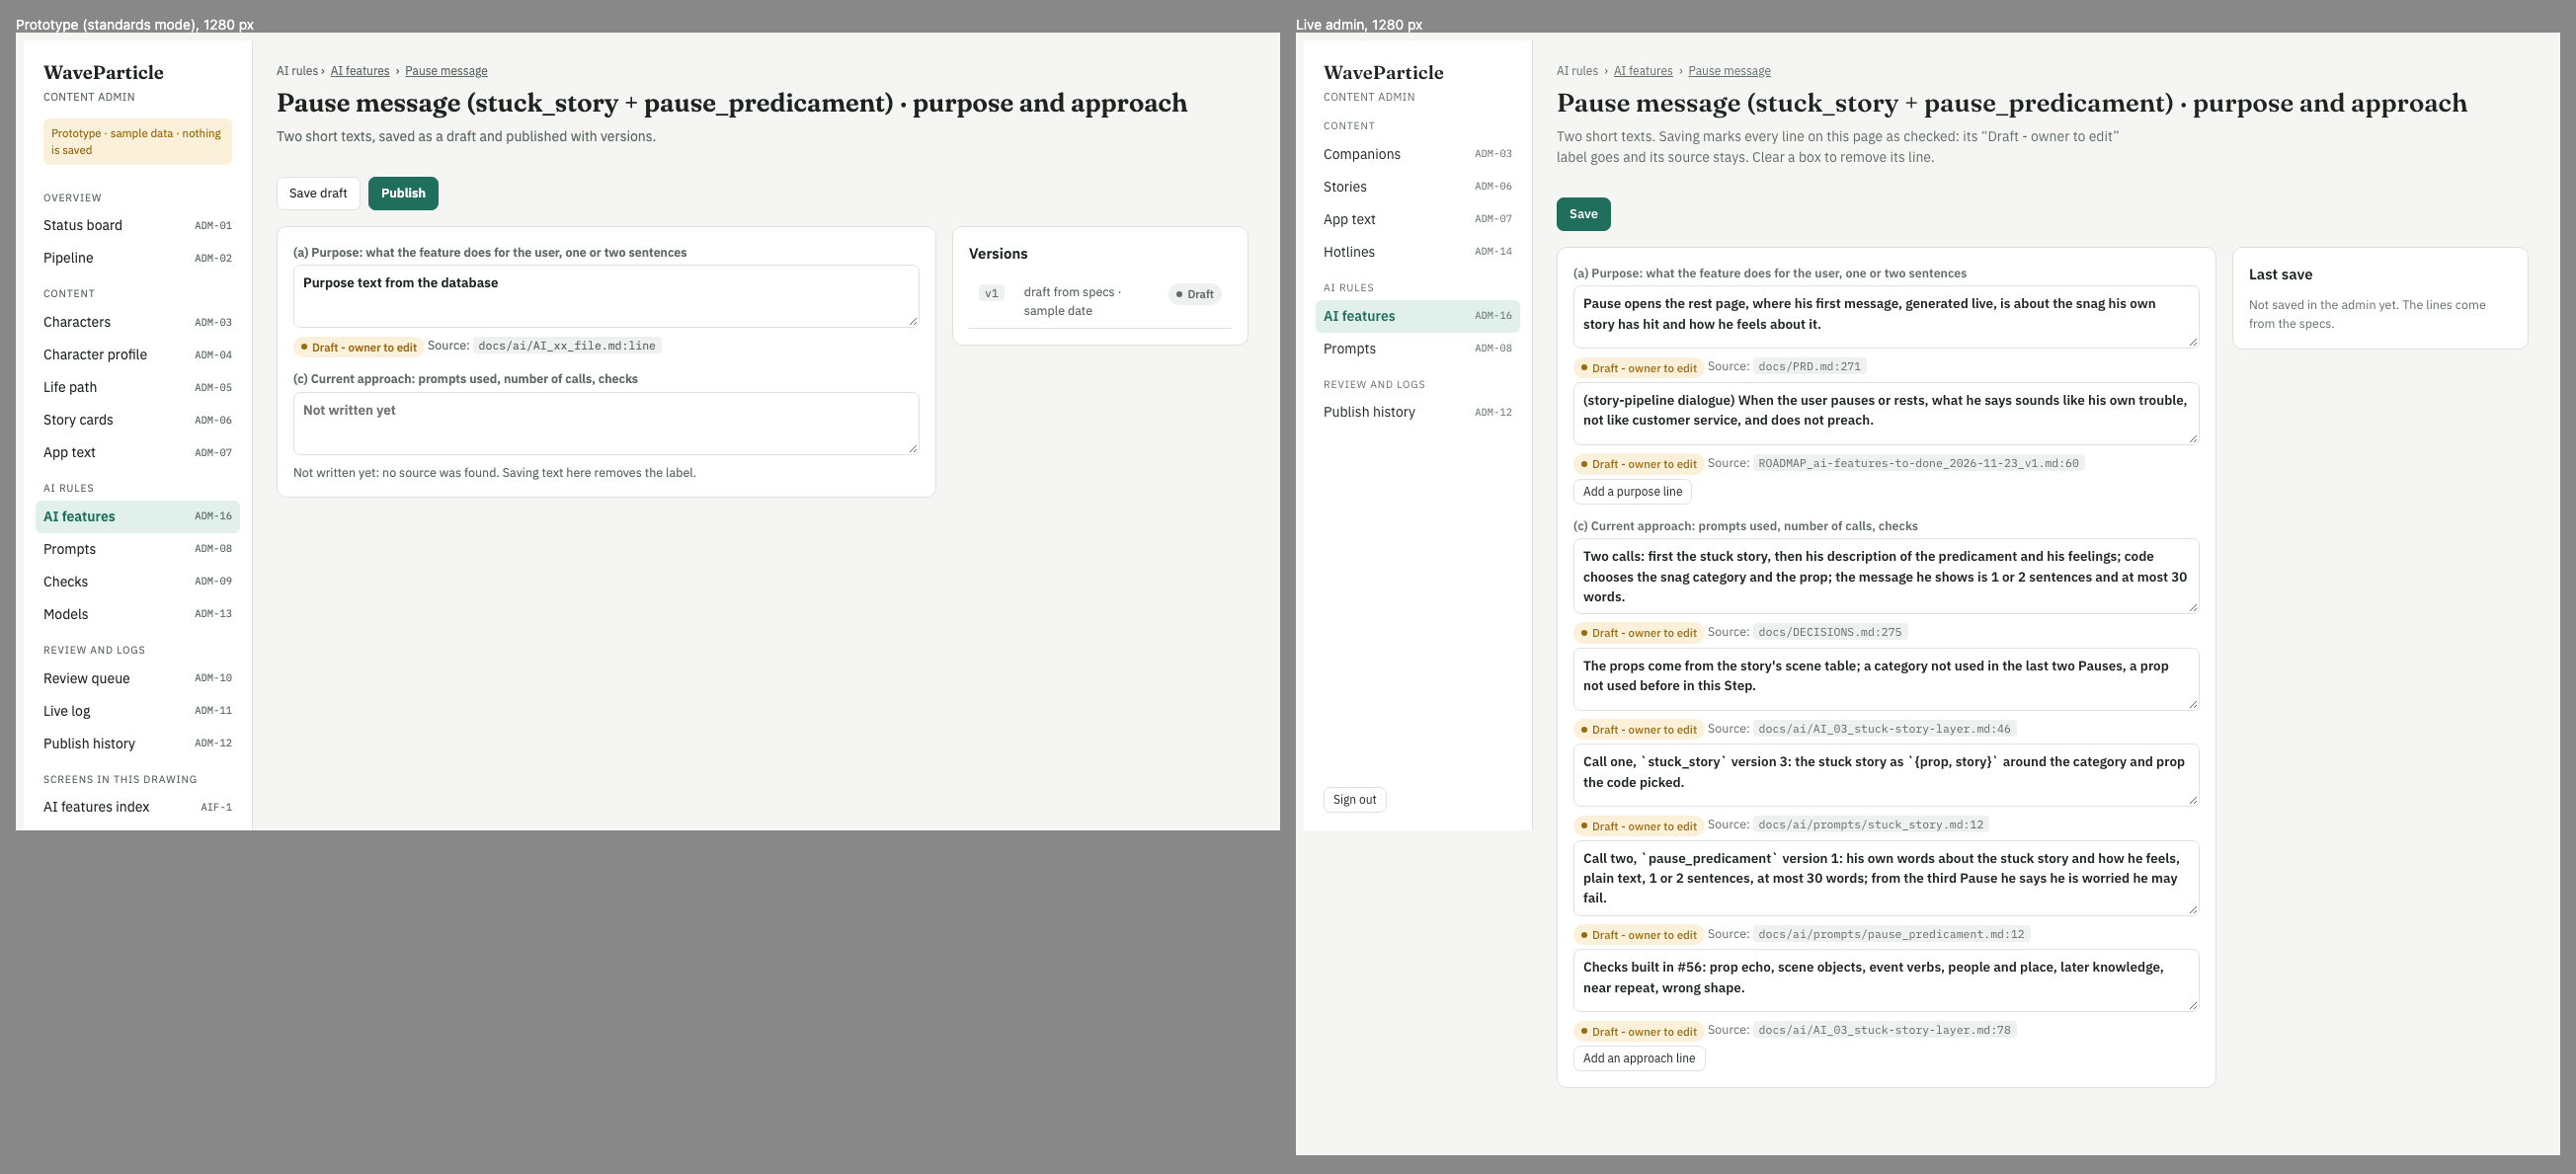 Prototype (standards mode), 1280 px
WaveParticle
CONTENT ADMIN
Prototype · sample data · nothing
is saved
OVERVIEW
Status board ADM-01
Pipeline ADM-02
CONTENT
Characters ADM-03
Character profile ADM-04
Life path ADM-05
Story cards ADM-06
App text ADM-07
AI RULES
AI features ADM-16
Prompts ADM-08
Checks ADM-09
Models ADM-13
REVIEW AND LOGS
Review queue ADM-10
Live log ADM-11
Publish history ADM-12
SCREENS IN THIS DRAWING
AI features index AIF-1
AI rules › AI features › Pause message
Pause message (stuck_story + pause_predicament) · purpose and approach
Two short texts, saved as a draft and published with versions.
Save draft Publish
(a) Purpose: what the feature does for the user, one or two sentences
Purpose text from the database
Draft - owner to edit Source: docs/ai/AI_xx_file.md:line
(c) Current approach: prompts used, number of calls, checks
Not written yet
Not written yet: no source was found. Saving text here removes the label.
Versions
v1 draft from specs · Draft
sample date
Live admin, 1280 px
WaveParticle
CONTENT ADMIN
CONTENT
Companions ADM-03
Stories ADM-06
App text ADM-07
Hotlines ADM-14
AI RULES
AI features ADM-16
Prompts ADM-08
REVIEW AND LOGS
Publish history ADM-12
Sign out
AI rules › AI features › Pause message
Pause message (stuck_story + pause_predicament) · purpose and approach
Two short texts. Saving marks every line on this page as checked: its “Draft - owner to edit”
label goes and its source stays. Clear a box to remove its line.
Save
(a) Purpose: what the feature does for the user, one or two sentences
Pause opens the rest page, where his first message, generated live, is about the snag his own
story has hit and how he feels about it.
Draft - owner to edit Source: docs/PRD.md:271
(story-pipeline dialogue) When the user pauses or rests, what he says sounds like his own trouble,
not like customer service, and does not preach.
Draft - owner to edit Source: ROADMAP_ai-features-to-done_2026-11-23_v1.md:60
Add a purpose line
(c) Current approach: prompts used, number of calls, checks
Two calls: first the stuck story, then his description of the predicament and his feelings; code
chooses the snag category and the prop; the message he shows is 1 or 2 sentences and at most 30
words.
Draft - owner to edit Source: docs/DECISIONS.md:275
The props come from the story's scene table; a category not used in the last two Pauses, a prop
not used before in this Step.
Draft - owner to edit Source: docs/ai/AI_03_stuck-story-layer.md:46
Call one, `stuck_story` version 3: the stuck story as `{prop, story}` around the category and prop
the code picked.
Draft - owner to edit Source: docs/ai/prompts/stuck_story.md:12
Call two, `pause_predicament` version 1: his own words about the stuck story and how he feels,
plain text, 1 or 2 sentences, at most 30 words; from the third Pause he says he is worried he may
fail.
Draft - owner to edit Source: docs/ai/prompts/pause_predicament.md:12
Checks built in #56: prop echo, scene objects, event verbs, people and place, later knowledge,
near repeat, wrong shape.
Draft - owner to edit Source: docs/ai/AI_03_stuck-story-layer.md:78
Add an approach line
Last save
Not saved in the admin yet. The lines come
from the specs.